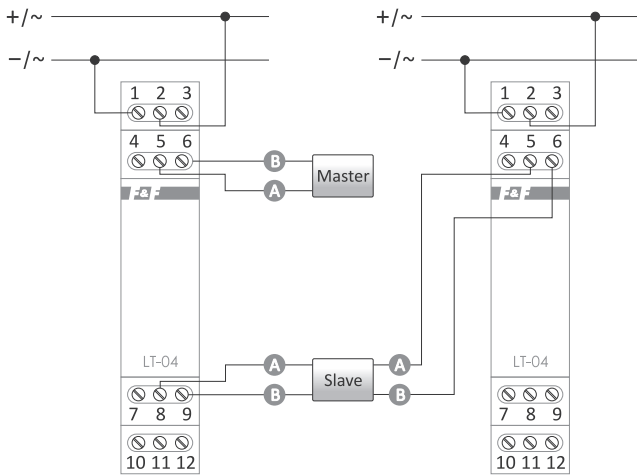 +/~ +/~
−/~ −/~
1 2 3 1 2 3
4 5 6 4 5 6
B
Master
A
F&F F&F
LT-04 LT-04
A A
Slave
B B
7 8 9 7 8 9
10 11 12 10 11 12